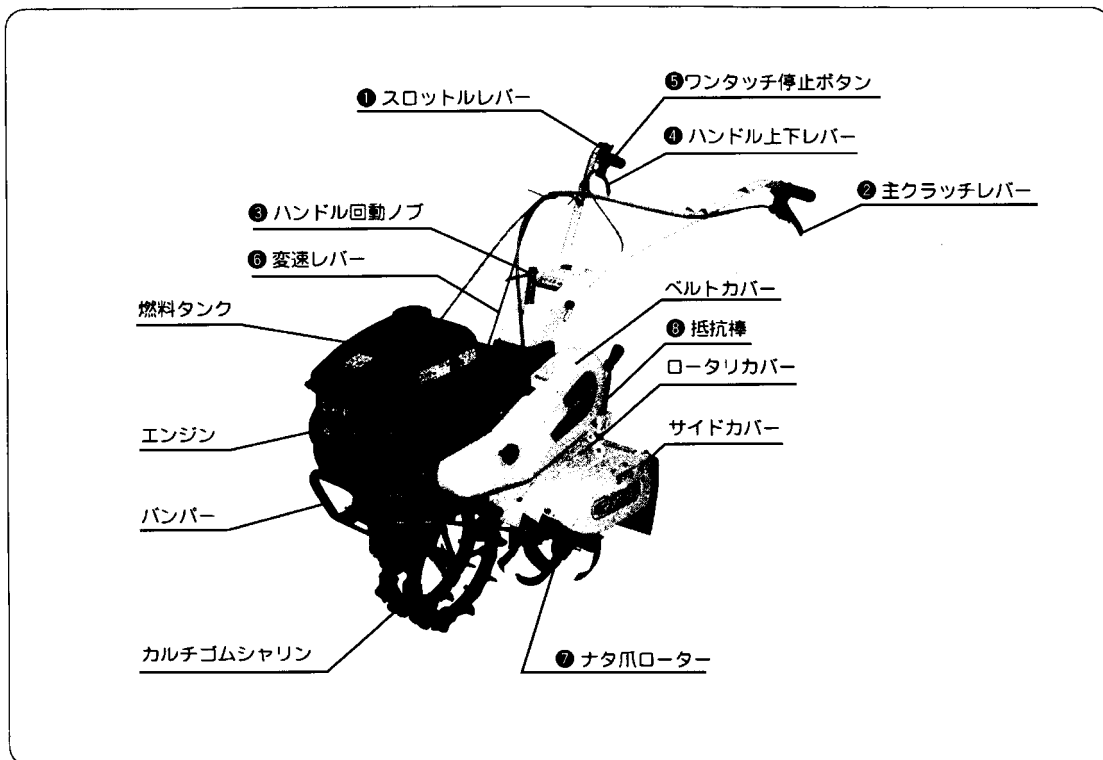 ❶ スロットルレバー
❺ワンタッチ停止ボタン
❹ ハンドル上下レバー
❷ 主クラッチレバー
❸ ハンドル回動ノブ
❻ 変速レバー
燃料タンク
ベルトカバー
❽ 抵抗棒
ロータリカバー
エンジン
サイドカバー
バンパー
カルチゴムシャリン
❼ ナタ爪ローター